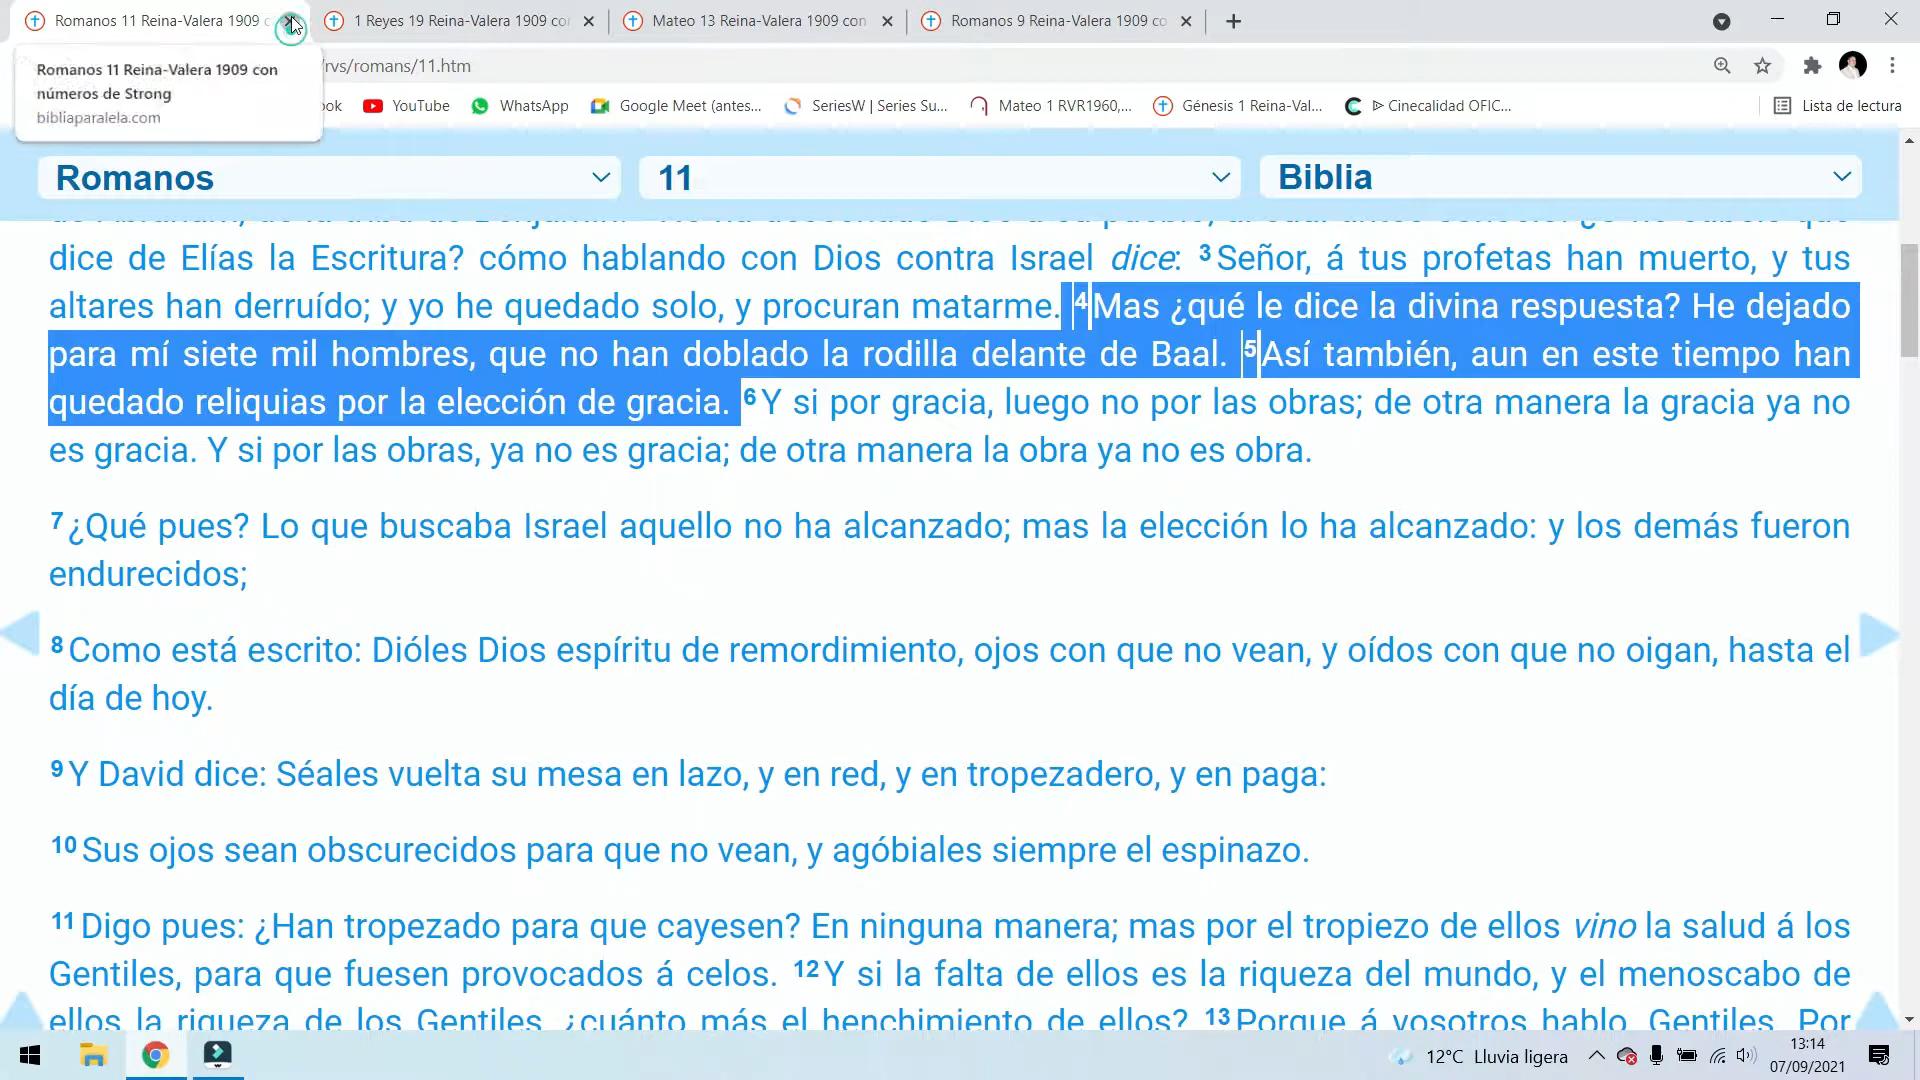 Romanos 11 Reina-Valera 1909 c
1 Reyes 19 Reina-Valera 1909 co
Mateo 13 Reina-Valera 1909 con
Romanos 9 Reina-Valera 1909 co
Romanos 11 Reina-Valera 1909 con
números de Strong
bibliaparalela.com
/rvs/romans/11.htm
ok YouTube WhatsApp Google Meet (antes... SeriesW | Series Su... Mateo 1 RVR1960,... Génesis 1 Reina-Val... ᐅ Cinecalidad OFIC... Lista de lectura
Romanos 11 Biblia
dice de Elías la Escritura? cómo hablando con Dios contra Israel dice: 3 Señor, á tus profetas han muerto, y tus
altares han derruído; y yo he quedado solo, y procuran matarme. 4 Mas ¿qué le dice la divina respuesta? He dejado
para mí siete mil hombres, que no han doblado la rodilla delante de Baal. 5 Así también, aun en este tiempo han
quedado reliquias por la elección de gracia. 6 Y si por gracia, luego no por las obras; de otra manera la gracia ya no
es gracia. Y si por las obras, ya no es gracia; de otra manera la obra ya no es obra.
7 ¿Qué pues? Lo que buscaba Israel aquello no ha alcanzado; mas la elección lo ha alcanzado: y los demás fueron
endurecidos;
8 Como está escrito: Dióles Dios espíritu de remordimiento, ojos con que no vean, y oídos con que no oigan, hasta el
día de hoy.
9 Y David dice: Séales vuelta su mesa en lazo, y en red, y en tropezadero, y en paga:
10 Sus ojos sean obscurecidos para que no vean, y agóbiales siempre el espinazo.
11 Digo pues: ¿Han tropezado para que cayesen? En ninguna manera; mas por el tropiezo de ellos vino la salud á los
Gentiles, para que fuesen provocados á celos. 12 Y si la falta de ellos es la riqueza del mundo, y el menoscabo de
ellos la riqueza de los Gentiles, ¿cuánto más el henchimiento de ellos? 13 Porque á vosotros hablo, Gentiles. Por
12°C Lluvia ligera
13:14
07/09/2021